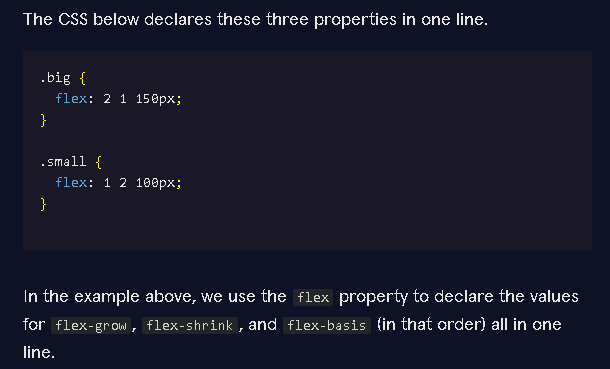 The CSS below declares these three properties in one line.
.big {
  flex: 2 1 150px;
}
.small {
  flex: 1 2 100px;
}
In the example above, we use the flex property to declare the values
for flex-grow, flex-shrink, and flex-basis (in that order) all in one
line.